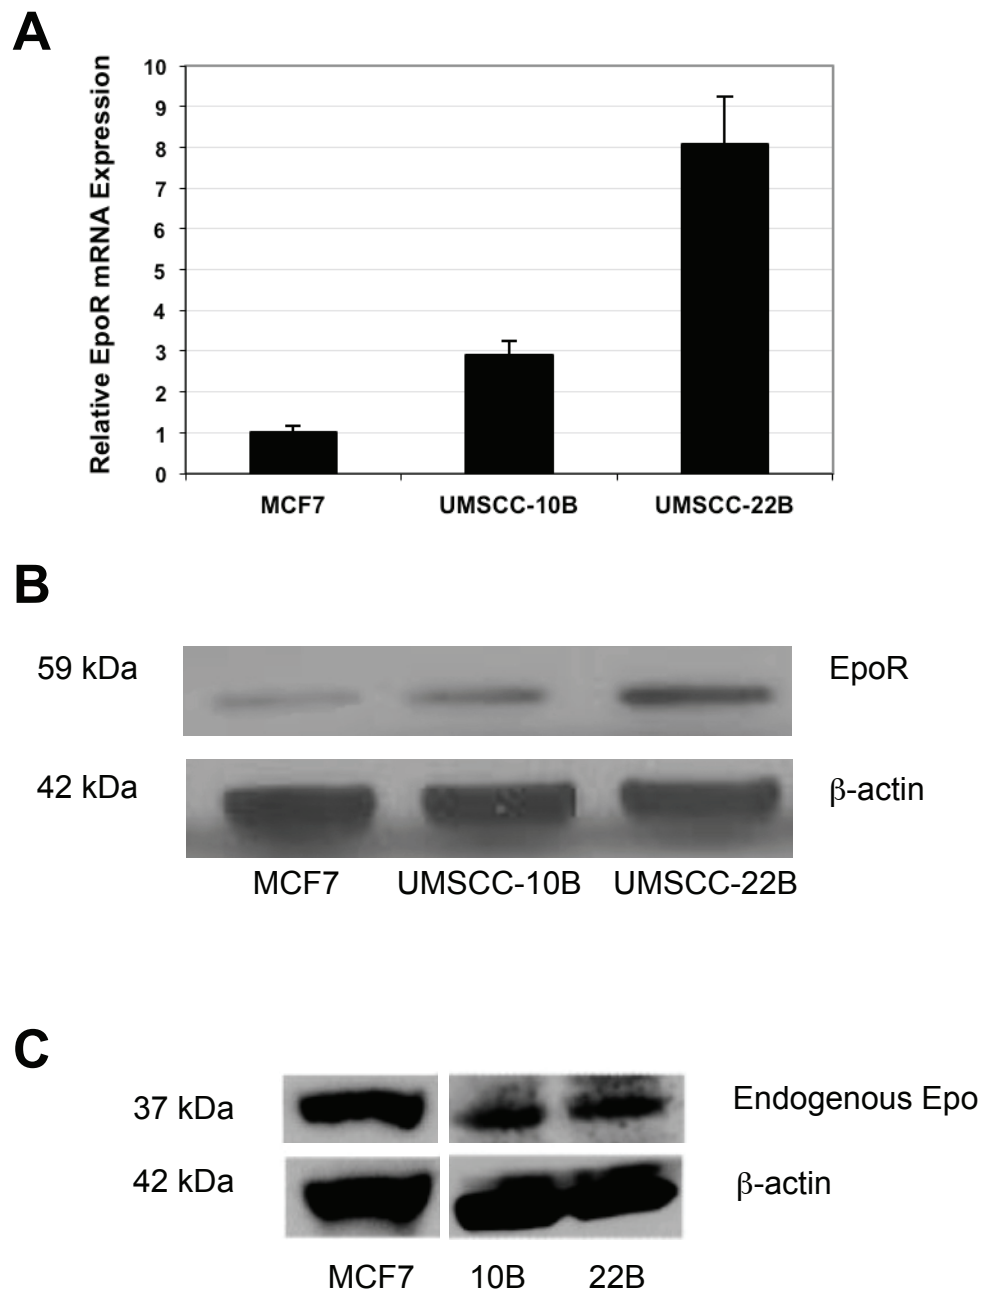 A
Relative EpoR mRNA Expression
10
9
8
7
6
5
4
3
2
1
0
MCF7 UMSCC-10B UMSCC-22B
B
59 kDa EpoR
42 kDa β-actin
MCF7 UMSCC-10B UMSCC-22B
C
37 kDa Endogenous Epo
42 kDa β-actin
MCF7 10B 22B